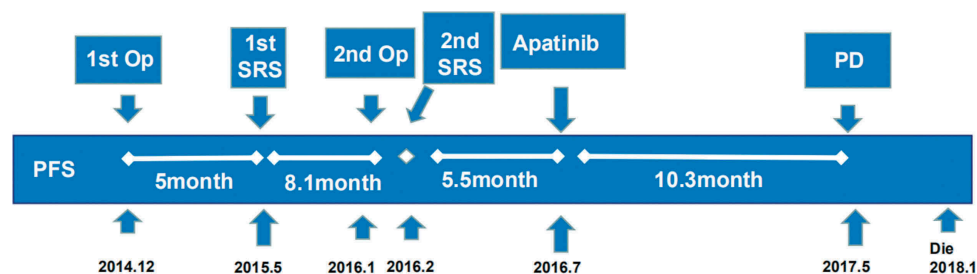 1st Op
1st
SRS
2nd Op
2nd
SRS
Apatinib
PD
PFS
5month
8.1month
5.5month
10.3month
2014.12
2015.5
2016.1
2016.2
2016.7
2017.5
Die
2018.1